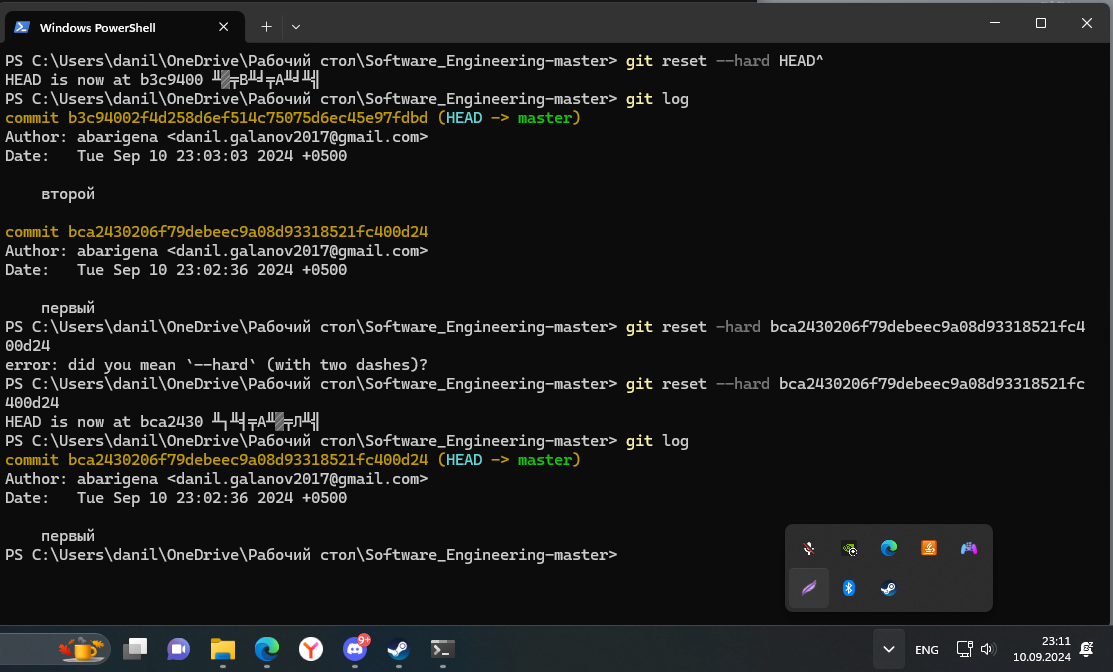 Windows PowerShell
PS C:\Users\danil\OneDrive\Рабочий стол\Software_Engineering-master> git reset --hard HEAD^
HEAD is now at b3c9400 ╨▓╤В╨╛╤А╨╛╨╣
PS C:\Users\danil\OneDrive\Рабочий стол\Software_Engineering-master> git log
commit b3c94002f4d258d6ef514c75075d6ec45e97fdbd (HEAD -> master)
Author: abarigena <danil.galanov2017@gmail.com>
Date:   Tue Sep 10 23:03:03 2024 +0500
второй
commit bca2430206f79debeec9a08d93318521fc400d24
Author: abarigena <danil.galanov2017@gmail.com>
Date:   Tue Sep 10 23:02:36 2024 +0500
первый
PS C:\Users\danil\OneDrive\Рабочий стол\Software_Engineering-master> git reset -hard bca2430206f79debeec9a08d93318521fc4
00d24
error: did you mean `--hard` (with two dashes)?
PS C:\Users\danil\OneDrive\Рабочий стол\Software_Engineering-master> git reset --hard bca2430206f79debeec9a08d93318521fc
400d24
HEAD is now at bca2430 ╨┐╨╡╤А╨▓╤Л╨╣
PS C:\Users\danil\OneDrive\Рабочий стол\Software_Engineering-master> git log
commit bca2430206f79debeec9a08d93318521fc400d24 (HEAD -> master)
Author: abarigena <danil.galanov2017@gmail.com>
Date:   Tue Sep 10 23:02:36 2024 +0500
первый
PS C:\Users\danil\OneDrive\Рабочий стол\Software_Engineering-master>
9+
ENG
23:11
10.09.2024